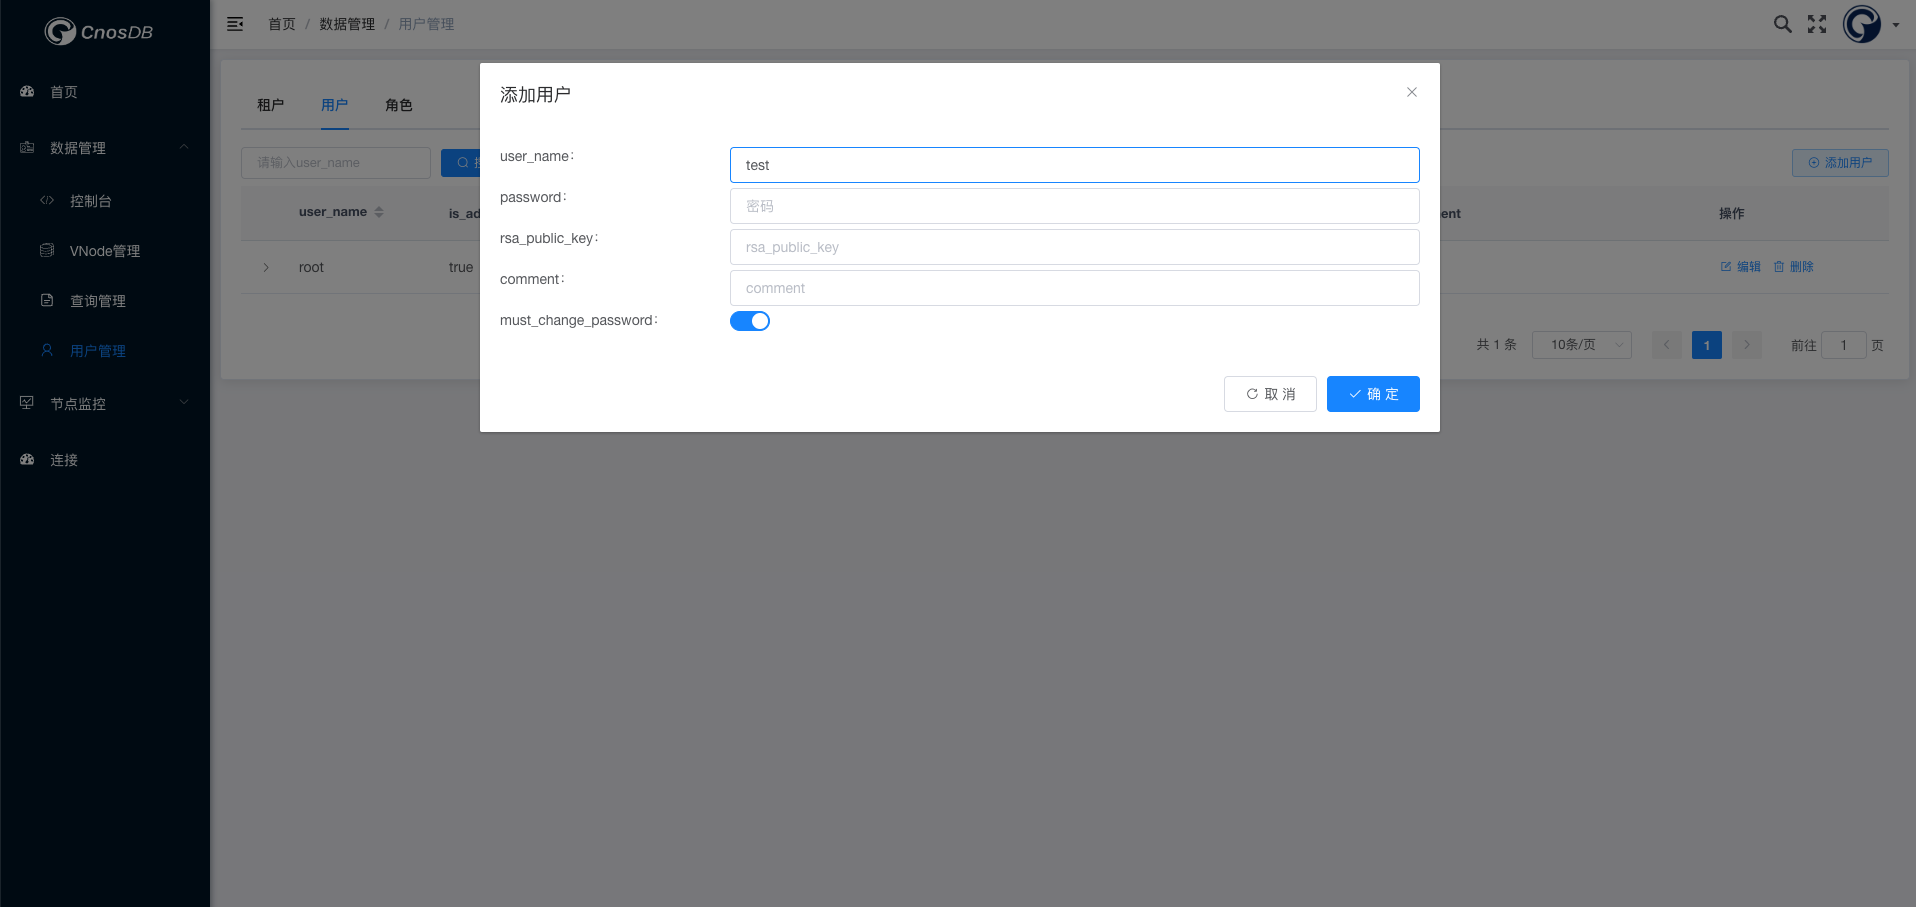 CnosDB
首页 / 数据管理 / 用户管理
首页
数据管理
控制台
VNode管理
查询管理
用户管理
节点监控
连接
租户 用户 角色
请输入user_name
添加用户
user_name
操作
root true
编辑 删除
共 1 条 10条/页 1 前往 1 页
添加用户
user_name:
test
password:
密码
rsa_public_key:
rsa_public_key
comment:
comment
must_change_password:
取 消 确 定